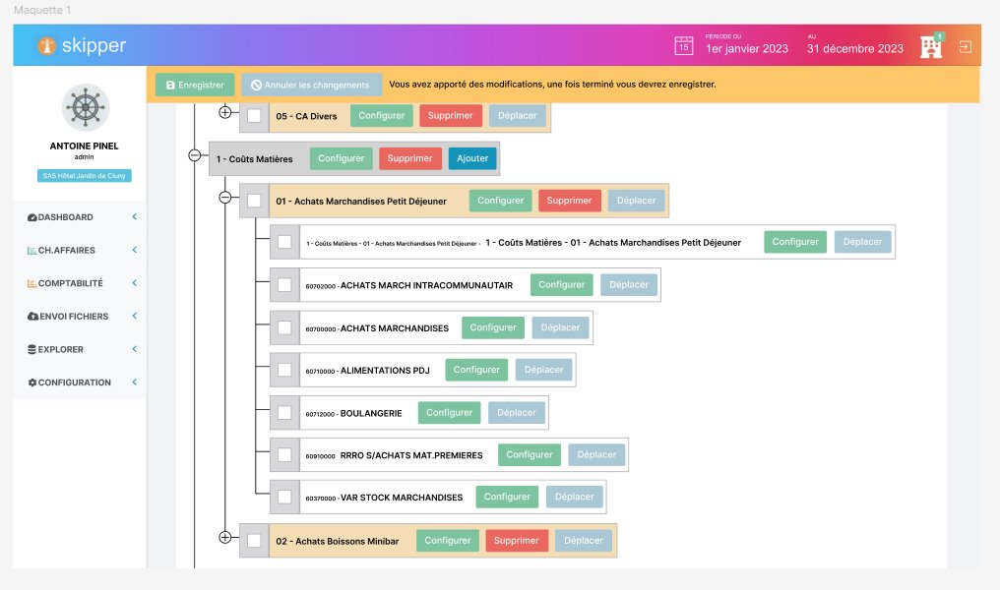 Maquette 1
skipper
15
PÉRIODE DU
1er janvier 2023
AU
31 décembre 2023
1
Enregistrer
Annuler les changements
Vous avez apporté des modifications, une fois terminé vous devrez enregistrer.
ANTOINE PINEL
admin
SAS Hôtel Jardin de Cluny
DASHBOARD
CH.AFFAIRES
COMPTABILITÉ
ENVOI FICHIERS
EXPLORER
CONFIGURATION
05 - CA Divers Configurer Supprimer Déplacer
1 - Coûts Matières Configurer Supprimer Ajouter
01 - Achats Marchandises Petit Déjeuner Configurer Supprimer Déplacer
1 - Coûts Matières - 01 - Achats Marchandises Petit Déjeuner - 1 - Coûts Matières - 01 - Achats Marchandises Petit Déjeuner Configurer Déplacer
60702000 - ACHATS MARCH INTRACOMMUNAUTAIR Configurer Déplacer
60700000 - ACHATS MARCHANDISES Configurer Déplacer
60710000 - ALIMENTATIONS PDJ Configurer Déplacer
60712000 - BOULANGERIE Configurer Déplacer
60910000 RRRO S/ACHATS MAT.PREMIERES Configurer Déplacer
60370000 - VAR STOCK MARCHANDISES Configurer Déplacer
02 - Achats Boissons Minibar Configurer Supprimer Déplacer